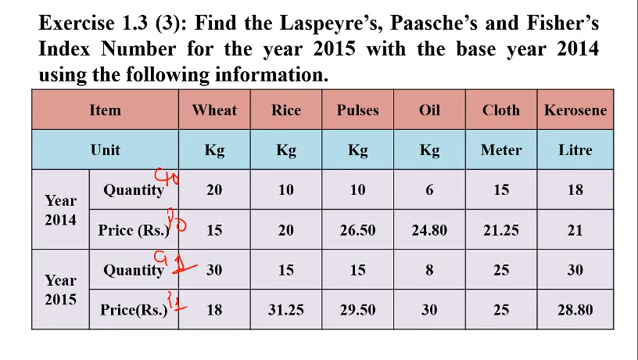 Exercise 1.3 (3): Find the Laspeyre's, Paasche's and Fisher's
Index Number for the year 2015 with the base year 2014
using the following information.
Item Wheat Rice Pulses Oil Cloth Kerosene
Unit Kg Kg Kg Kg Meter Litre
Year 2014 Quantity q0 20 10 10 6 15 18
Price (Rs.) P0 15 20 26.50 24.80 21.25 21
Year 2015 Quantity q1 30 15 15 8 25 30
Price(Rs.) P1 18 31.25 29.50 30 25 28.80